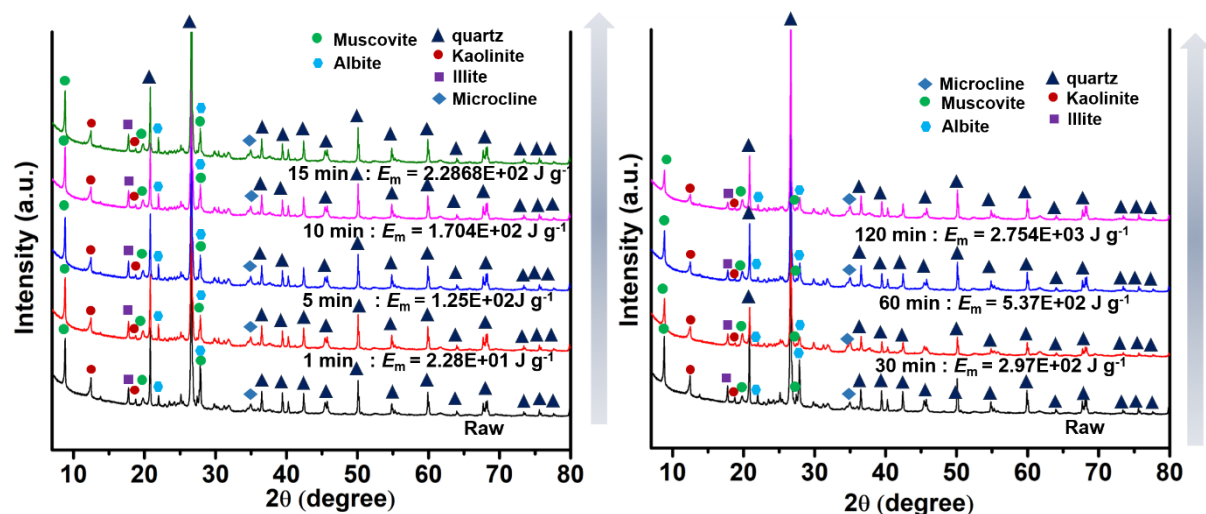 Intensity (a.u.)
Muscovite
Albite
quartz
Kaolinite
Illite
Microcline
15 min : Em = 2.2868E+02 J g-1
10 min : Em = 1.704E+02 J g-1
5 min : Em = 1.25E+02J g-1
1 min : Em = 2.28E+01 J g-1
Raw
10 20 30 40 50 60 70 80
2θ (degree)
Intensity (a.u.)
Microcline
Muscovite
Albite
quartz
Kaolinite
Illite
120 min : Em = 2.754E+03 J g-1
60 min : Em = 5.37E+02 J g-1
30 min : Em = 2.97E+02 J g-1
Raw
10 20 30 40 50 60 70 80
2θ (degree)